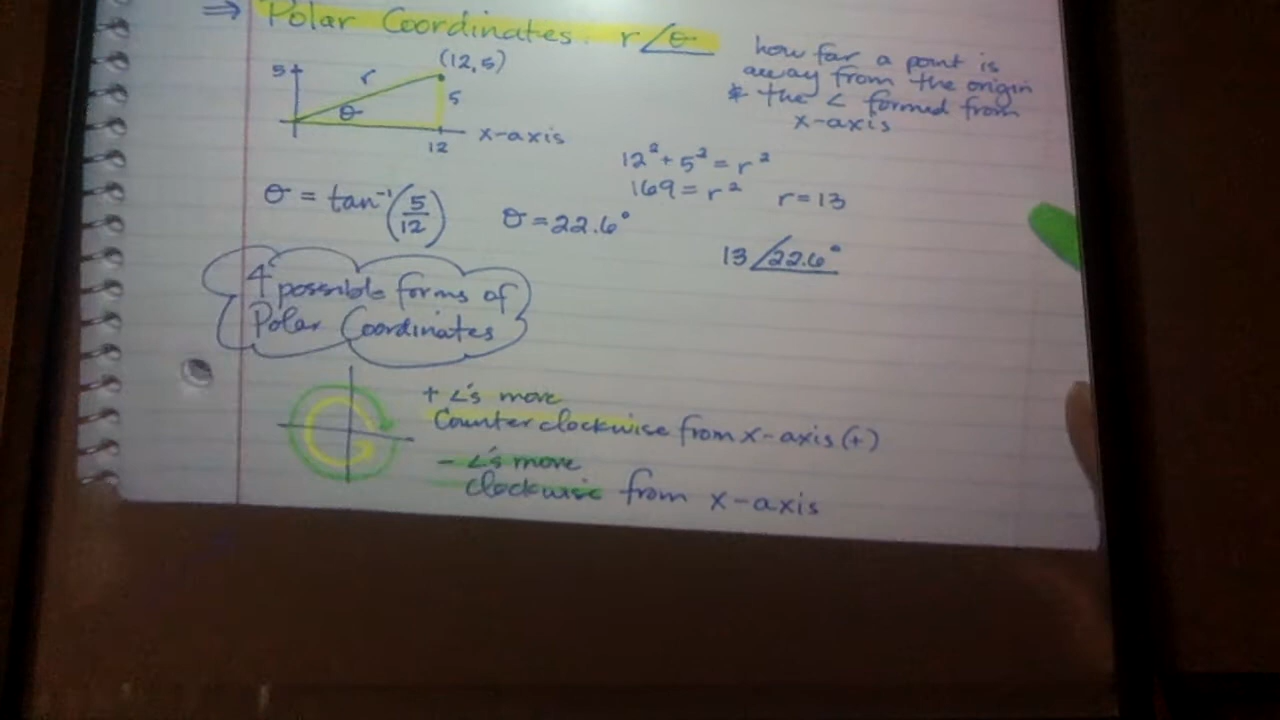 ⇒ Polar Coordinates. r∠θ
how far a point is
away from the origin
* the ∠ formed from
x-axis
5
r
(12,5)
θ
5
12
x-axis
12² + 5² = r²
169 = r² r = 13
θ = tan⁻¹(5/12) θ = 22.6°
13∠22.6°
4 possible forms of
Polar Coordinates
+ ∠'s move
Counter clockwise from x-axis (+)
- ∠'s move
clockwise from x-axis